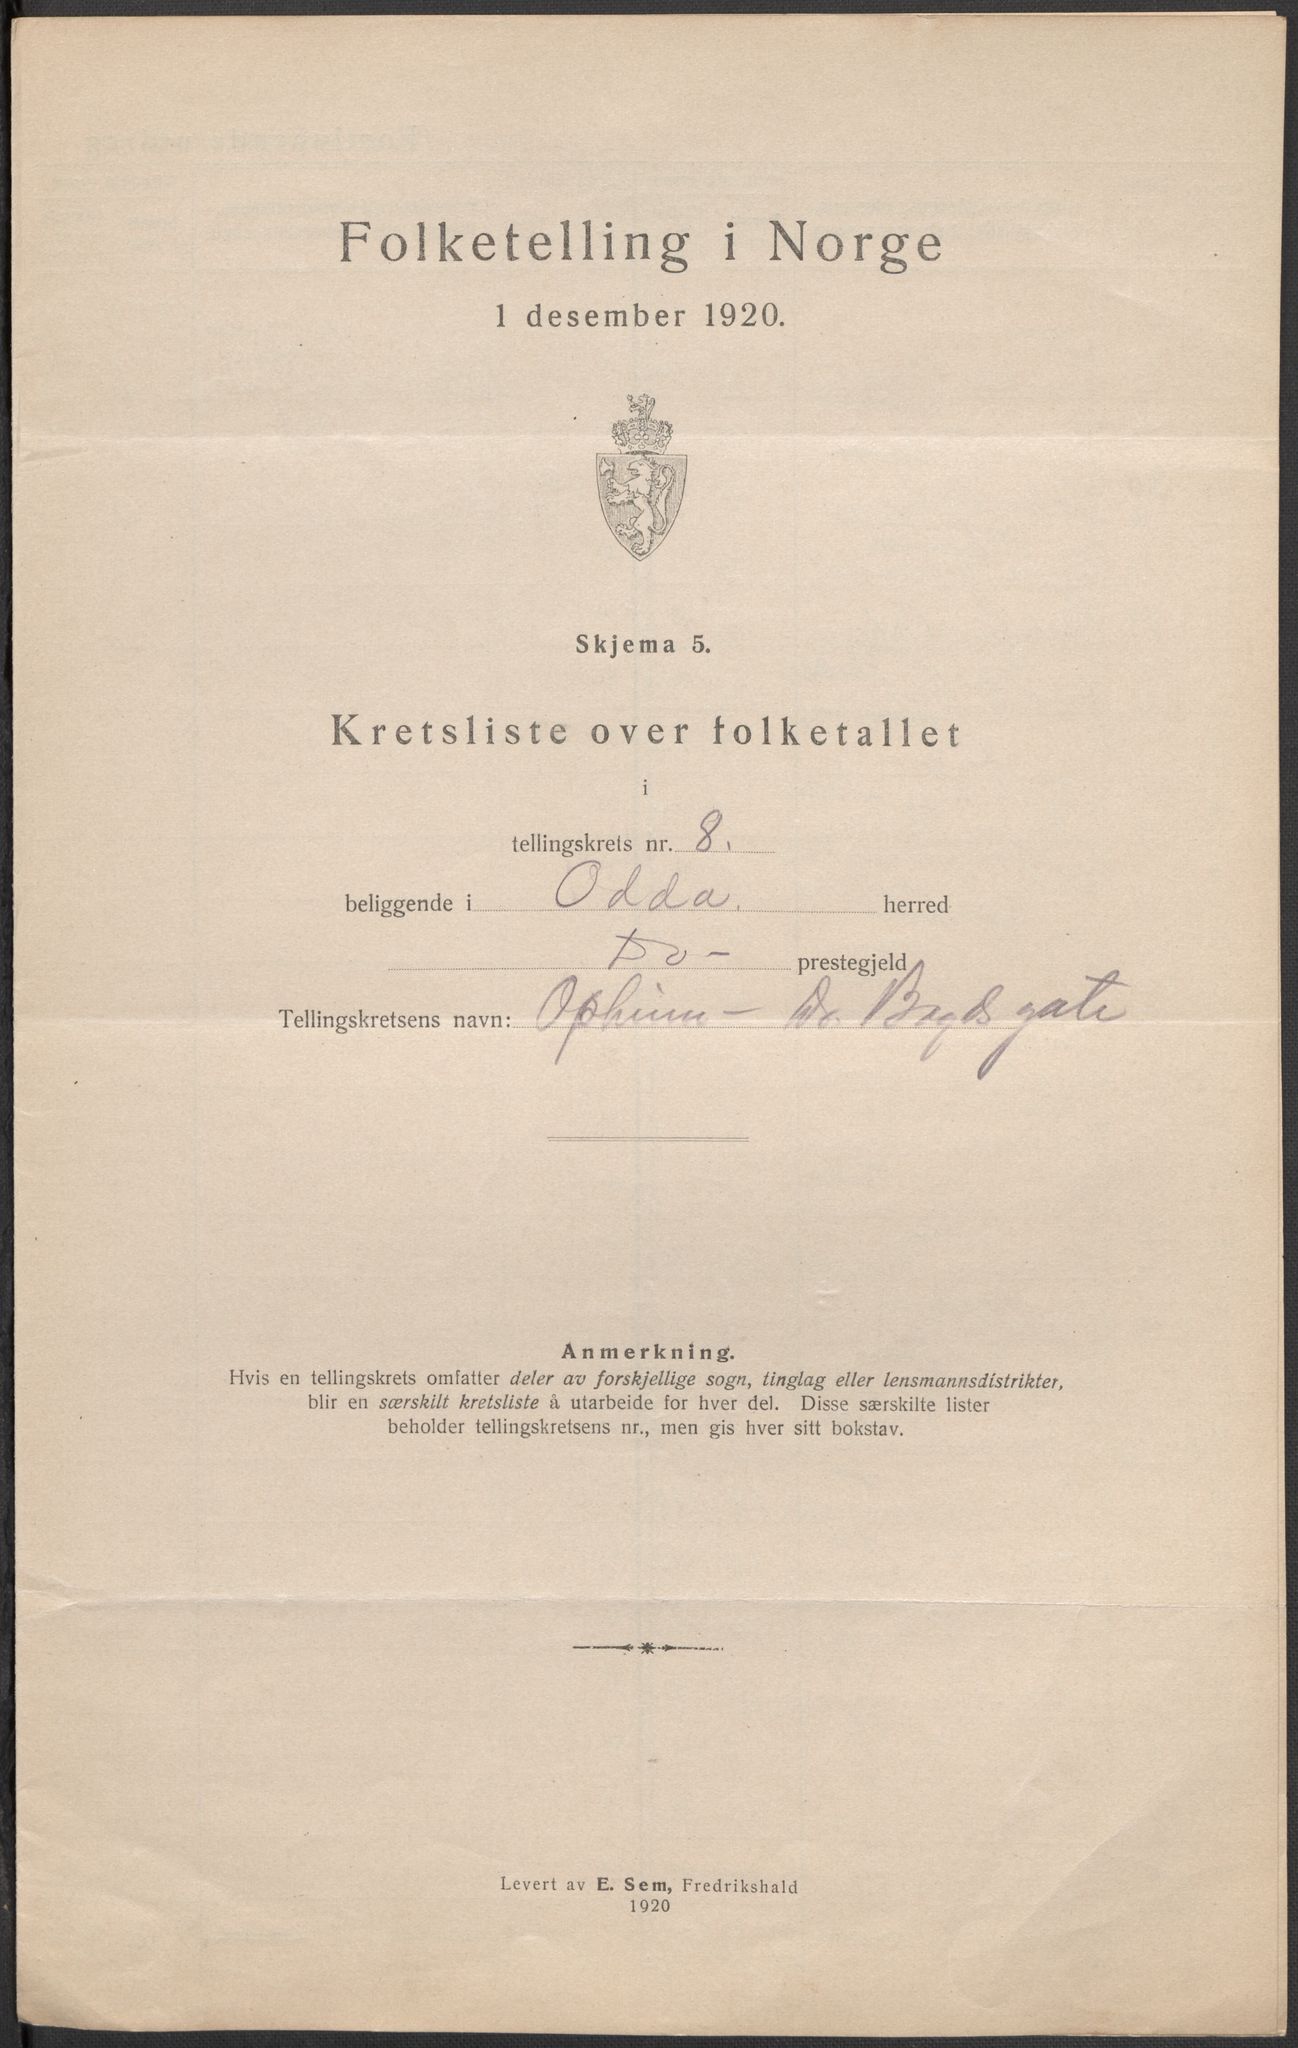 Folketelling i Norge
1 desember 1920.
Skjema 5.
Kretsliste over folketallet
i
tellingskrets nr. 8.
beliggende i Odda. herred
Do - prestegjeld
Tellingskretsens navn: Opheim - Dr. gate
Anmerkning.
Hvis en tellingskrets omfatter deler av forskjellige sogn, tinglag eller lensmannsdistrikter,
blir en særskilt kretsliste å utarbeide for hver del. Disse særskilte lister
beholder tellingskretsens nr., men gis hver sitt bokstav.
Levert av E. Sem, Fredrikshald
1920